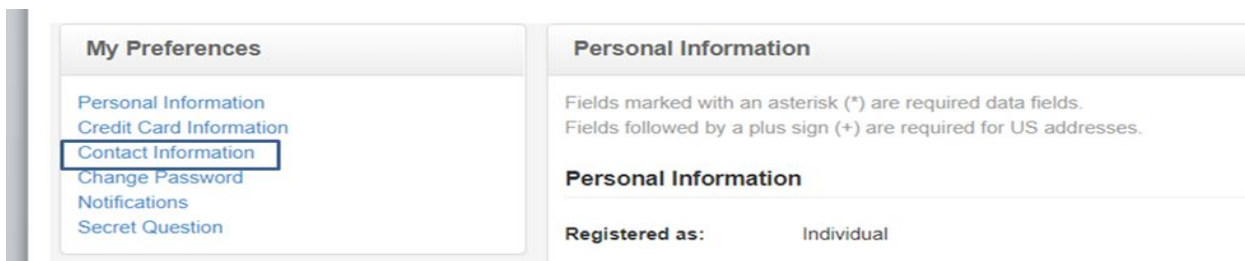 My Preferences
Personal Information
Credit Card Information
Contact Information
Change Password
Notifications
Secret Question
Personal Information
Fields marked with an asterisk (*) are required data fields.
Fields followed by a plus sign (+) are required for US addresses.
Personal Information
Registered as: Individual